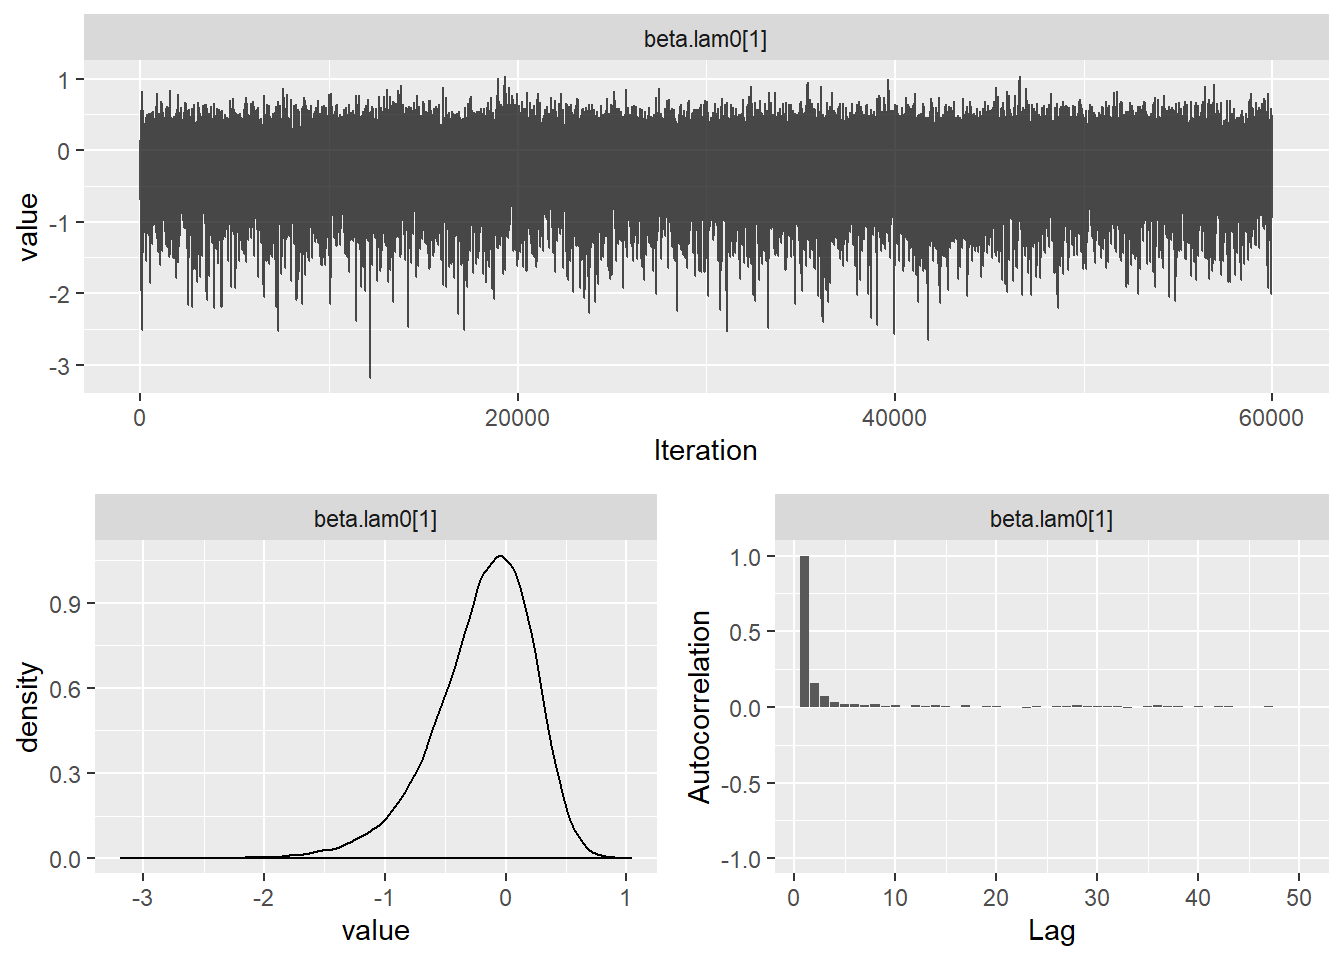 beta.lam0[1]
1
0
-1
-2
-3
value
0 20000 40000 60000
Iteration
beta.lam0[1]
0.9
0.6
0.3
0.0
density
-3 -2 -1 0 1
value
beta.lam0[1]
1.0
0.5
0.0
-0.5
-1.0
Autocorrelation
0 10 20 30 40 50
Lag